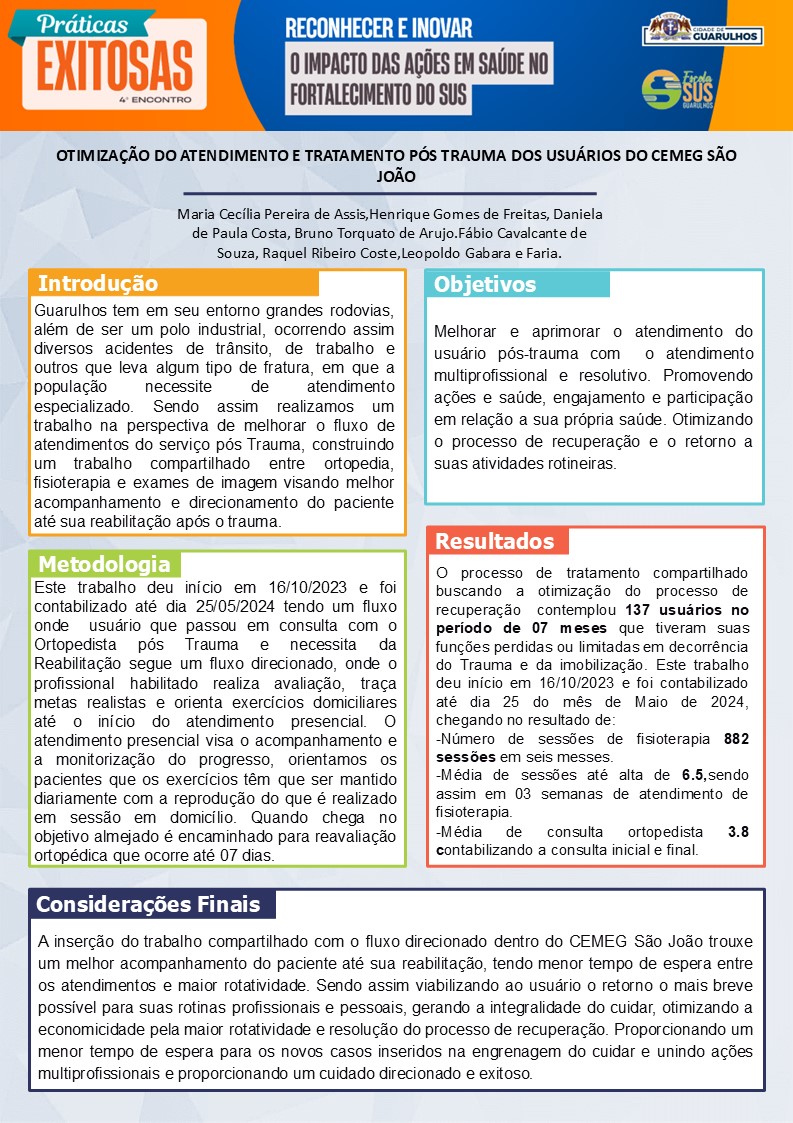 Práticas
EXITOSAS
4º ENCONTRO
RECONHECER E INOVAR
O IMPACTO DAS AÇÕES EM SAÚDE NO
FORTALECIMENTO DO SUS
CIDADE DE
GUARULHOS
Escola
SUS
GUARULHOS
OTIMIZAÇÃO DO ATENDIMENTO E TRATAMENTO PÓS TRAUMA DOS USUÁRIOS DO CEMEG SÃO
JOÃO
Maria Cecília Pereira de Assis,Henrique Gomes de Freitas, Daniela
de Paula Costa, Bruno Torquato de Arujo.Fábio Cavalcante de
Souza, Raquel Ribeiro Coste,Leopoldo Gabara e Faria.
Introdução
Guarulhos tem em seu entorno grandes rodovias,
além de ser um polo industrial, ocorrendo assim
diversos acidentes de trânsito, de trabalho e
outros que leva algum tipo de fratura, em que a
população necessite de atendimento
especializado. Sendo assim realizamos um
trabalho na perspectiva de melhorar o fluxo de
atendimentos do serviço pós Trauma, construindo
um trabalho compartilhado entre ortopedia,
fisioterapia e exames de imagem visando melhor
acompanhamento e direcionamento do paciente
até sua reabilitação após o trauma.
Metodologia
Este trabalho deu início em 16/10/2023 e foi
contabilizado até dia 25/05/2024 tendo um fluxo
onde usuário que passou em consulta com o
Ortopedista pós Trauma e necessita da
Reabilitação segue um fluxo direcionado, onde o
profissional habilitado realiza avaliação, traça
metas realistas e orienta exercícios domiciliares
até o início do atendimento presencial. O
atendimento presencial visa o acompanhamento e
a monitorização do progresso, orientamos os
pacientes que os exercícios têm que ser mantido
diariamente com a reprodução do que é realizado
em sessão em domicílio. Quando chega no
objetivo almejado é encaminhado para reavaliação
ortopédica que ocorre até 07 dias.
Objetivos
Melhorar e aprimorar o atendimento do
usuário pós-trauma com o atendimento
multiprofissional e resolutivo. Promovendo
ações e saúde, engajamento e participação
em relação a sua própria saúde. Otimizando
o processo de recuperação e o retorno a
suas atividades rotineiras.
Resultados
O processo de tratamento compartilhado
buscando a otimização do processo de
recuperação contemplou 137 usuários no
período de 07 meses que tiveram suas
funções perdidas ou limitadas em decorrência
do Trauma e da imobilização. Este trabalho
deu início em 16/10/2023 e foi contabilizado
até dia 25 do mês de Maio de 2024,
chegando no resultado de:
-Número de sessões de fisioterapia 882
sessões em seis messes.
-Média de sessões até alta de 6.5,sendo
assim em 03 semanas de atendimento de
fisioterapia.
-Média de consulta ortopedista 3.8
contabilizando a consulta inicial e final.
Considerações Finais
A inserção do trabalho compartilhado com o fluxo direcionado dentro do CEMEG São João trouxe
um melhor acompanhamento do paciente até sua reabilitação, tendo menor tempo de espera entre
os atendimentos e maior rotatividade. Sendo assim viabilizando ao usuário o retorno o mais breve
possível para suas rotinas profissionais e pessoais, gerando a integralidade do cuidar, otimizando a
economicidade pela maior rotatividade e resolução do processo de recuperação. Proporcionando um
menor tempo de espera para os novos casos inseridos na engrenagem do cuidar e unindo ações
multiprofissionais e proporcionando um cuidado direcionado e exitoso.